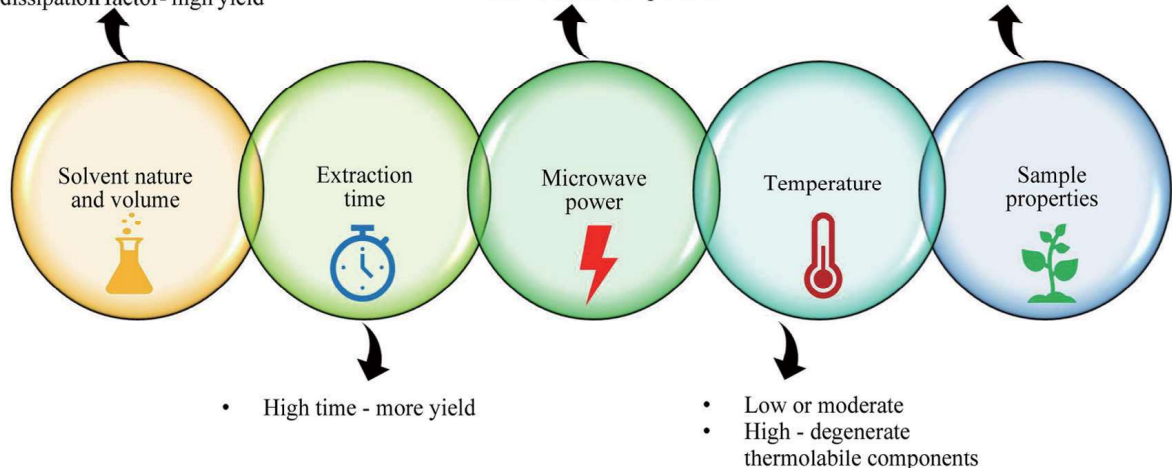 dissipation factor- high yield
Solvent nature
and volume
Extraction
time
Microwave
power
Temperature
Sample
properties
• High time - more yield
• Low or moderate
• High - degenerate
thermolabile components